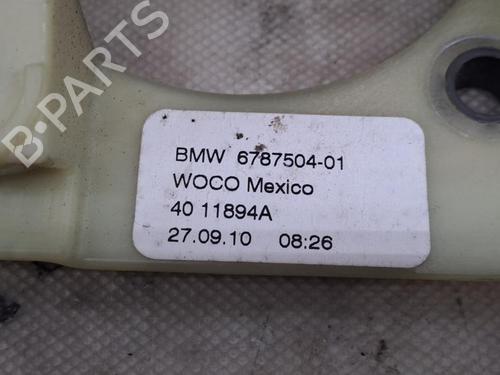 B-PARTS
BMW 6787504-01
WOCO Mexico
40 11894A
27.09.10 08:26